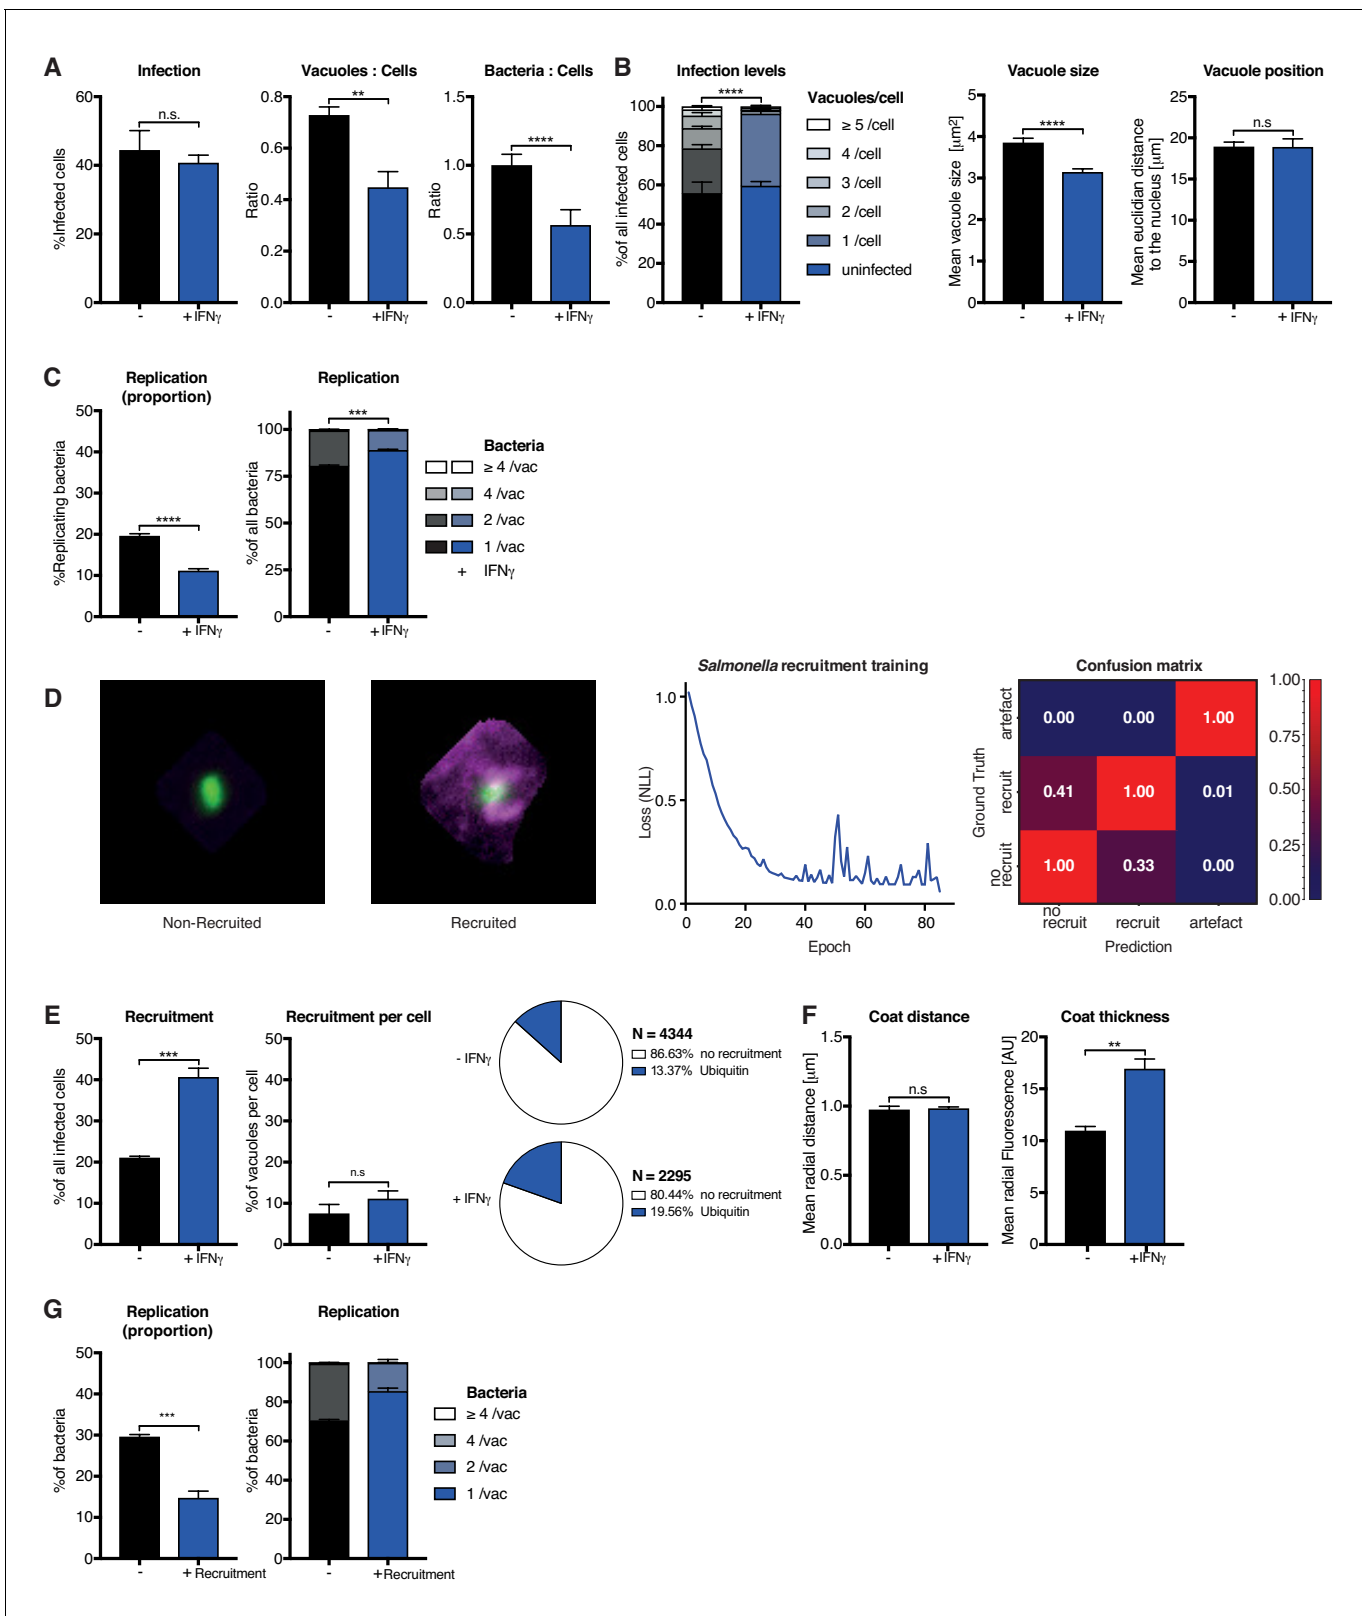 A
Infection
%Infected cells
60
40
20
0
n.s.
-
+ IFNγ
Vacuoles : Cells
Ratio
0.8
0.6
0.4
0.2
0.0
**
-
+IFNγ
Bacteria : Cells
Ratio
1.5
1.0
0.5
0.0
****
-
+ IFNγ
B
Infection levels
%of all infected cells
100
80
60
40
20
0
****
-
+ IFNγ
Vacuoles/cell
≥ 5 /cell
4 /cell
3 /cell
2 /cell
1 /cell
uninfected
Vacuole size
Mean vacuole size [μm²]
5
4
3
2
1
0
****
-
+ IFNγ
Vacuole position
Mean euclidian distance
to the nucleus [μm]
25
20
15
10
5
0
n.s
-
+ IFNγ
C
Replication
(proportion)
%Replicating bacteria
50
40
30
20
10
0
****
-
+ IFNγ
Replication
%of all bacteria
100
75
50
25
0
***
-
+ IFNγ
Bacteria
≥ 4 /vac
4 /vac
2 /vac
1 /vac
+ IFNγ
D
Non-Recruited
Recruited
Salmonella recruitment training
Loss (NLL)
1.0
0.5
0.0
0
20
40
60
80
Epoch
Confusion matrix
Ground Truth
artefact
recruit
no
recruit
0.00
0.00
1.00
0.41
1.00
0.01
1.00
0.33
0.00
no
recruit
recruit
artefact
Prediction
1.00
0.75
0.50
0.25
0.00
E
Recruitment
%of all infected cells
50
40
30
20
10
0
***
-
+ IFNγ
Recruitment per cell
%of vacuoles per cell
50
40
30
20
10
0
n.s
-
+ IFNγ
- IFNγ
N = 4344
86.63% no recruitment
13.37% Ubiquitin
+ IFNγ
N = 2295
80.44% no recruitment
19.56% Ubiquitin
F
Coat distance
Mean radial distance [μm]
1.5
1.0
0.5
0.0
n.s
-
+ IFNγ
Coat thickness
Mean radial Fluorescence [AU]
20
15
10
5
0
**
-
+IFNγ
G
Replication
(proportion)
%of bacteria
50
40
30
20
10
0
***
-
+ Recruitment
Replication
%of bacteria
100
80
60
40
20
0
-
+Recruitment
Bacteria
≥ 4 /vac
4 /vac
2 /vac
1 /vac